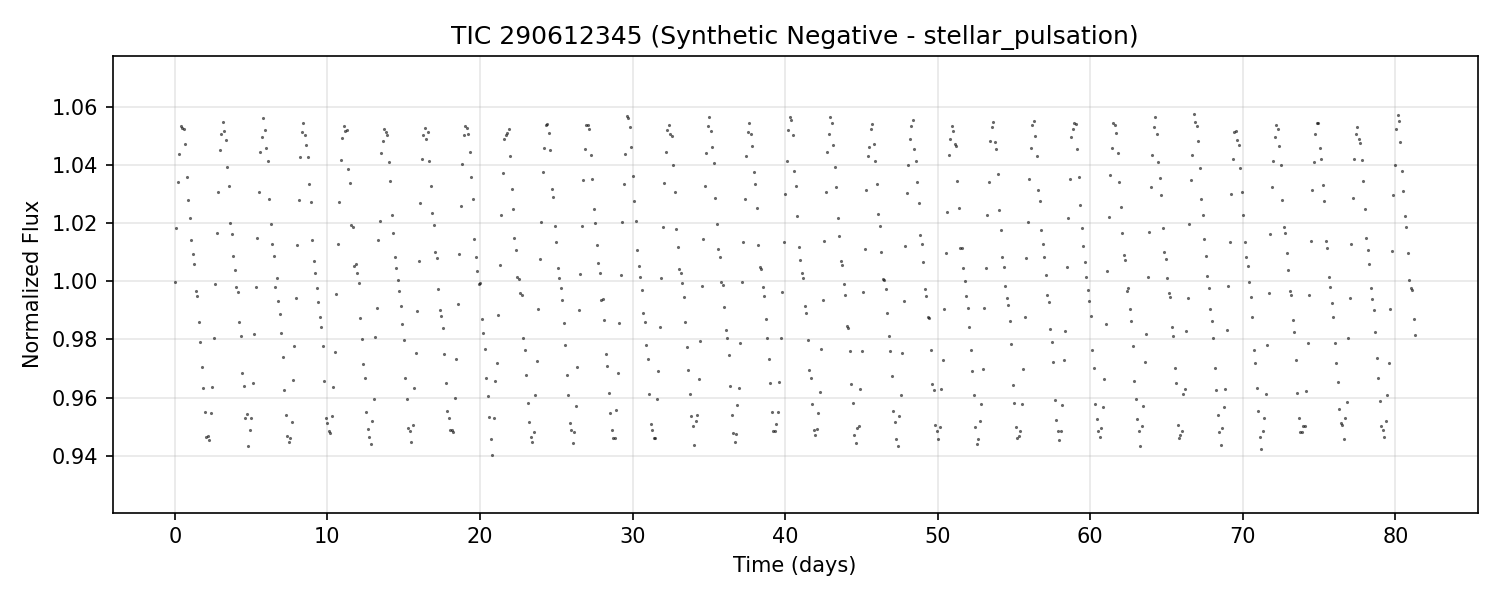 TIC 290612345 (Synthetic Negative - stellar_pulsation)
Normalized Flux
1.06
1.04
1.02
1.00
0.98
0.96
0.94
0 10 20 30 40 50 60 70 80
Time (days)